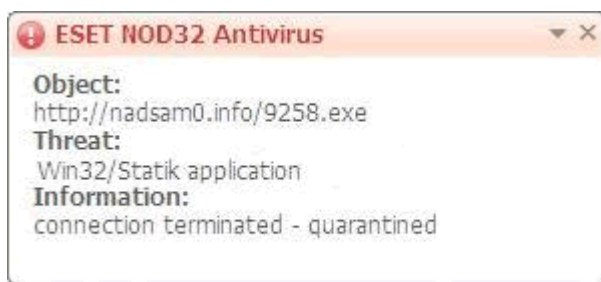 ESET NOD32 Antivirus
Object:
http://nadsam0.info/9258.exe
Threat:
Win32/Statik application
Information:
connection terminated - quarantined